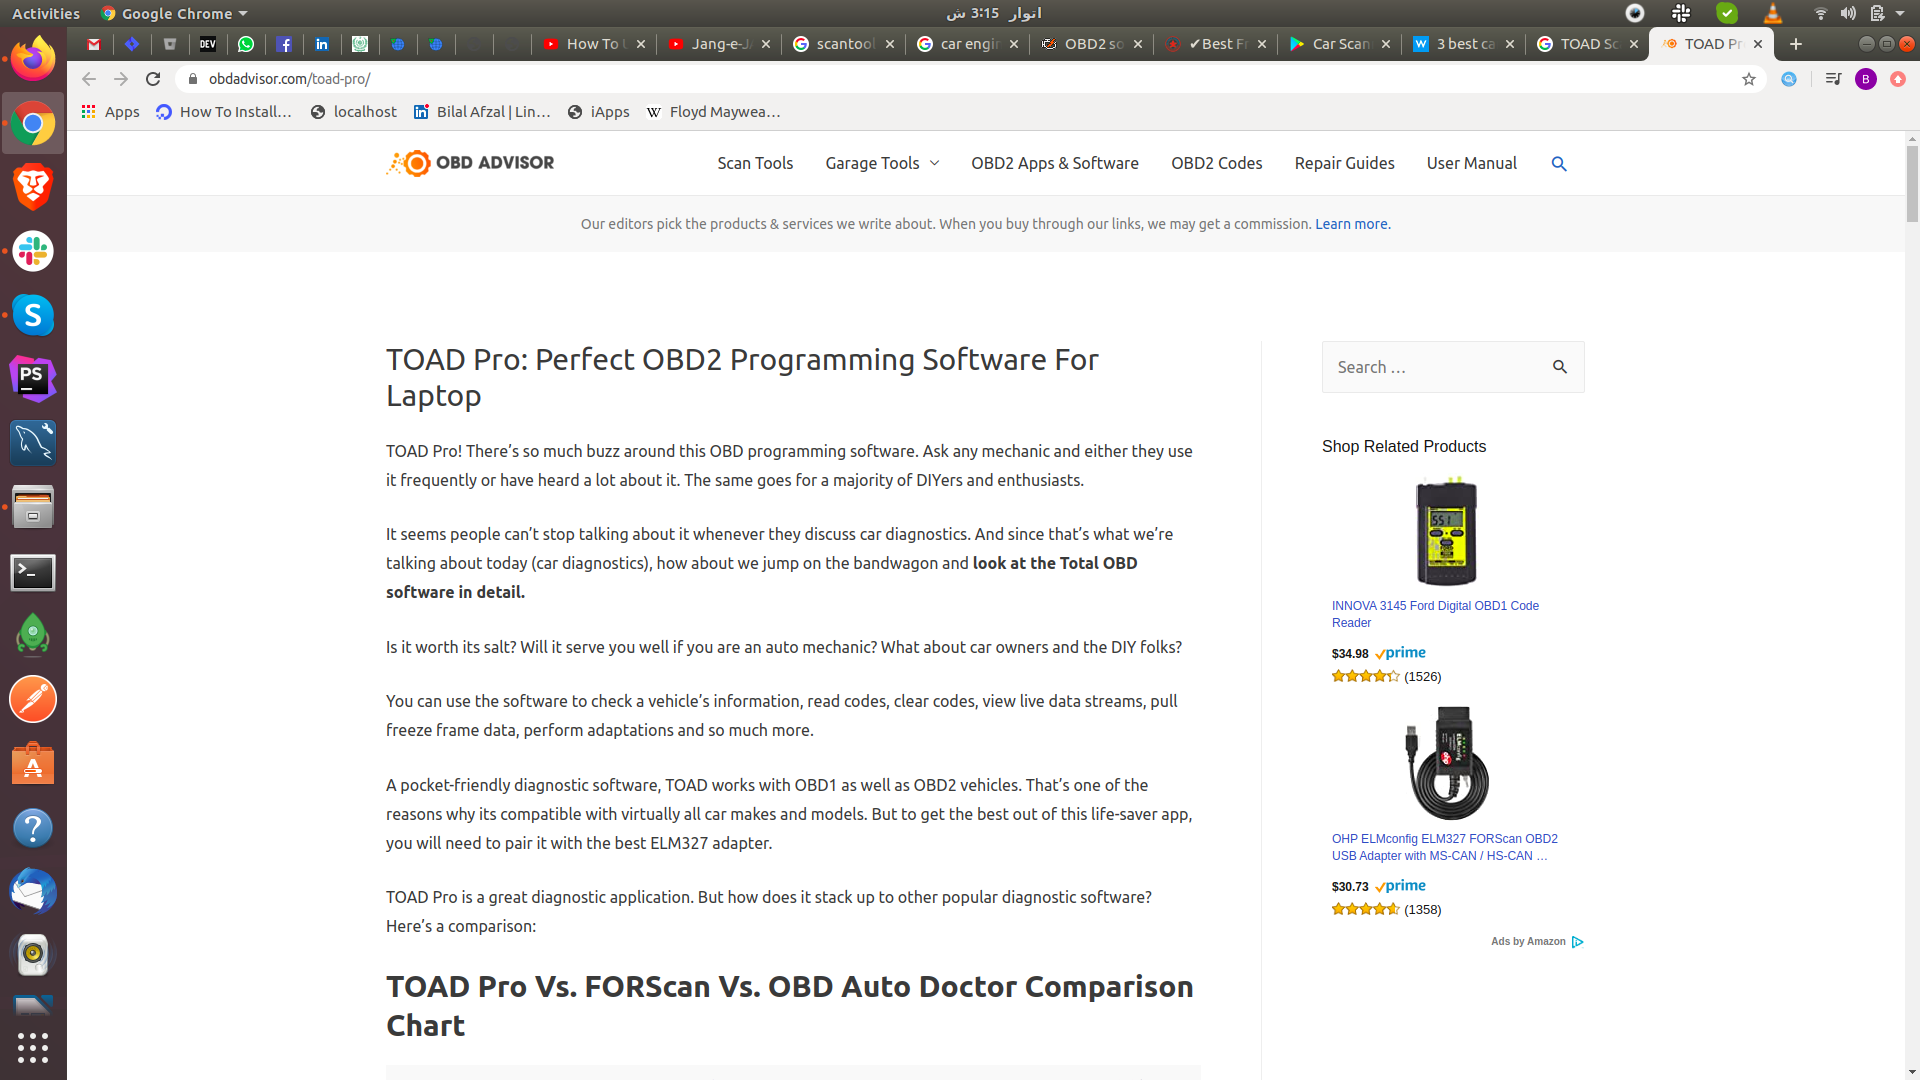 Activities
Google Chrome
اتوار 3:15 ش
DEV
How To
Jang-e-J
scantool
car engin
OBD2 so
✔Best Fr
Car Scan
3 best ca
TOAD Sc
TOAD Pr
obdadvisor.com/toad-pro/
B
Apps
How To Install…
localhost
Bilal Afzal | Lin…
iApps
Floyd Maywea…
OBD ADVISOR
Scan Tools
Garage Tools
OBD2 Apps & Software
OBD2 Codes
Repair Guides
User Manual
Our editors pick the products & services we write about. When you buy through our links, we may get a commission. Learn more.
TOAD Pro: Perfect OBD2 Programming Software For
Laptop
TOAD Pro! There’s so much buzz around this OBD programming software. Ask any mechanic and either they use
it frequently or have heard a lot about it. The same goes for a majority of DIYers and enthusiasts.
It seems people can’t stop talking about it whenever they discuss car diagnostics. And since that’s what we’re
talking about today (car diagnostics), how about we jump on the bandwagon and look at the Total OBD
software in detail.
Is it worth its salt? Will it serve you well if you are an auto mechanic? What about car owners and the DIY folks?
You can use the software to check a vehicle’s information, read codes, clear codes, view live data streams, pull
freeze frame data, perform adaptations and so much more.
A pocket-friendly diagnostic software, TOAD works with OBD1 as well as OBD2 vehicles. That’s one of the
reasons why its compatible with virtually all car makes and models. But to get the best out of this life-saver app,
you will need to pair it with the best ELM327 adapter.
TOAD Pro is a great diagnostic application. But how does it stack up to other popular diagnostic software?
Here’s a comparison:
TOAD Pro Vs. FORScan Vs. OBD Auto Doctor Comparison
Chart
Search …
Shop Related Products
INNOVA 3145 Ford Digital OBD1 Code
Reader
$34.98 prime
(1526)
OHP ELMconfig ELM327 FORScan OBD2
USB Adapter with MS-CAN / HS-CAN …
$30.73 prime
(1358)
Ads by Amazon
PS